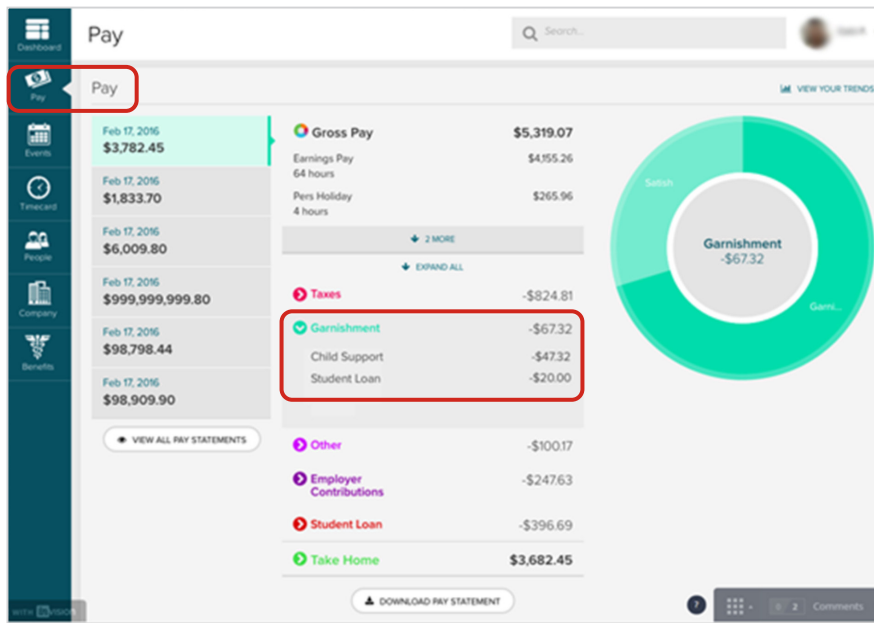 Dashboard
Pay
Events
Timecard
People
Company
Benefits
Pay
Search...
Pay
VIEW YOUR TRENDS
Feb 17, 2016
$3,782.45
Feb 17, 2016
$1,833.70
Feb 17, 2016
$6,009.80
Feb 17, 2016
$999,999,999.80
Feb 17, 2016
$98,798.44
Feb 17, 2016
$98,909.90
VIEW ALL PAY STATEMENTS
Gross Pay $5,319.07
Earnings Pay $4,155.26
64 hours
Pers Holiday $265.96
4 hours
2 MORE
EXPAND ALL
Taxes -$824.81
Garnishment -$67.32
Child Support -$47.32
Student Loan -$20.00
Other -$100.17
Employer -$247.63
Contributions
Student Loan -$396.69
Take Home $3,682.45
DOWNLOAD PAY STATEMENT
Satish
Garnishment
-$67.32
Garni...
WITH INVISION
? 0 2 Comments